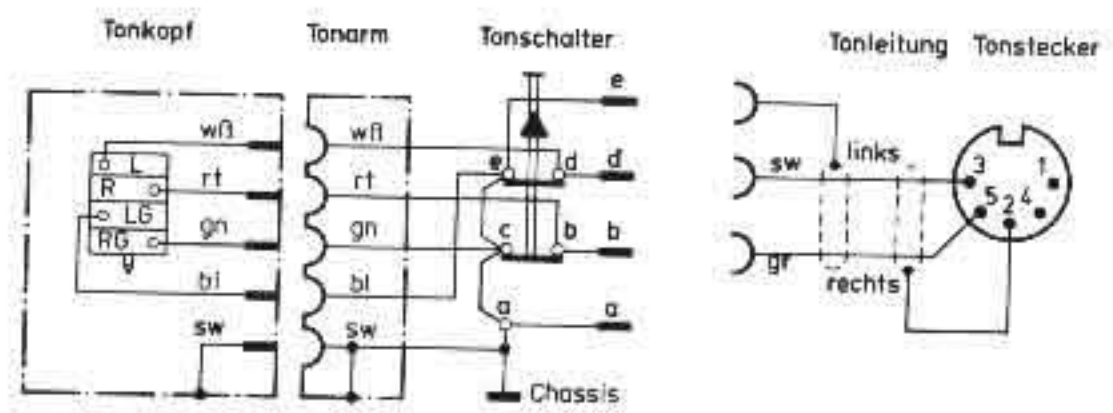 Tonkopf
Tonarm
Tonschalter
Tonleitung Tonstecker
L
R
LG
RG
wß
rt
gn
bl
sw
wß
rt
gn
bl
sw
e
e
d
d
c
b
b
a
a
Chassis
sw
gr
links
rechts
3
1
5
2
4